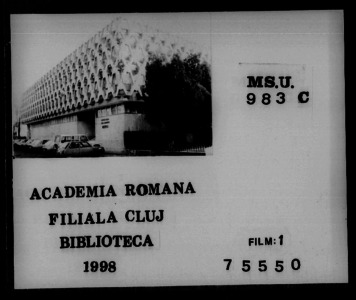 MS.U.
983 C
ACADEMIA ROMANA
FILIALA CLUJ
BIBLIOTECA
1998
FILM: 1
75550